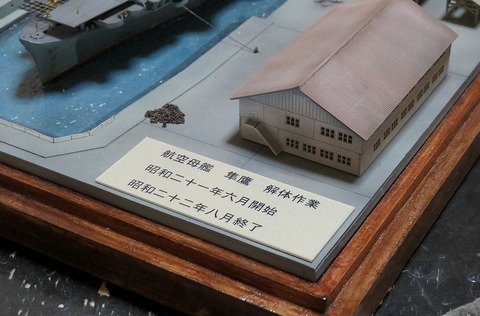 航空母艦 隼鷹 解体作業
昭和二十一年六月開始
昭和二十二年八月終了